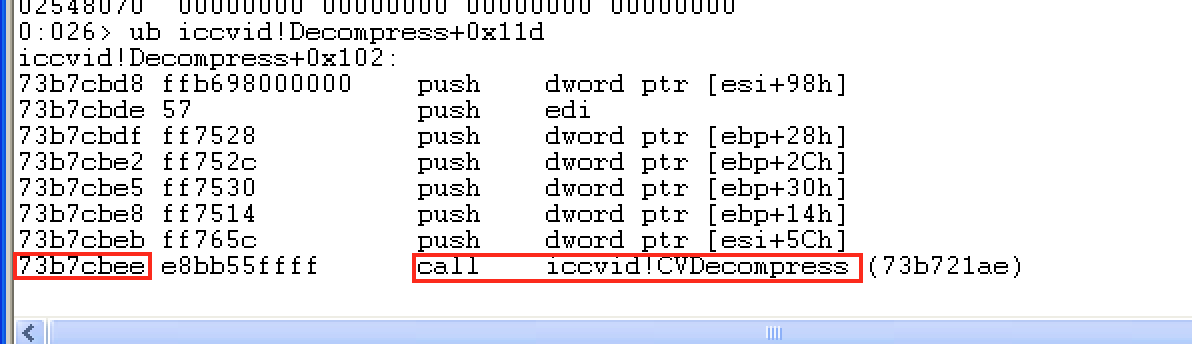 02548070  00000000 00000000 00000000 00000000
0:026> ub iccvid!Decompress+0x11d
iccvid!Decompress+0x102:
73b7cbd8 ffb698000000    push    dword ptr [esi+98h]
73b7cbde 57              push    edi
73b7cbdf ff7528          push    dword ptr [ebp+28h]
73b7cbe2 ff752c          push    dword ptr [ebp+2Ch]
73b7cbe5 ff7530          push    dword ptr [ebp+30h]
73b7cbe8 ff7514          push    dword ptr [ebp+14h]
73b7cbeb ff765c          push    dword ptr [esi+5Ch]
73b7cbee e8bb55ffff      call    iccvid!CVDecompress (73b721ae)